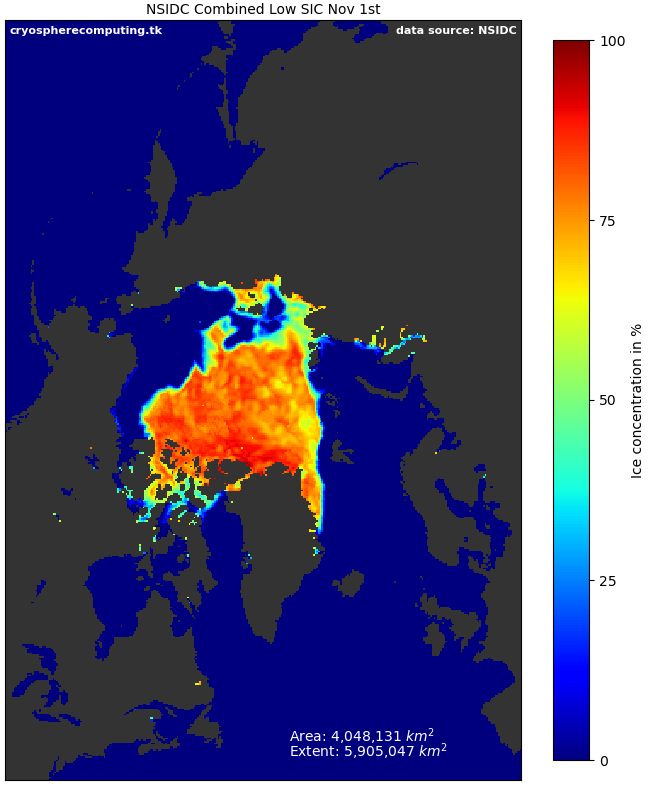 NSIDC Combined Low SIC Nov 1st
cryospherecomputing.tk
data source: NSIDC
100
75
50
25
0
Ice concentration in %
Area: 4,048,131 km²
Extent: 5,905,047 km²